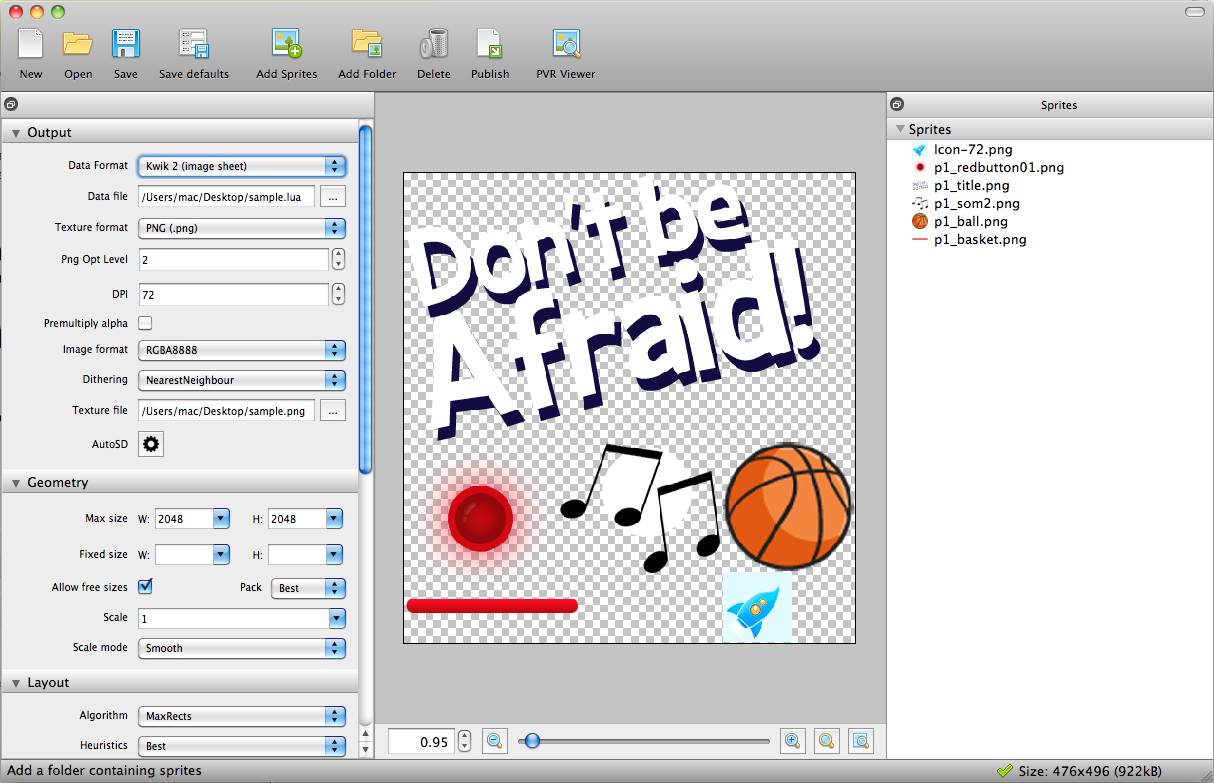 New Open Save Save defaults Add Sprites Add Folder Delete Publish PVR Viewer
Output
Data Format Kwik 2 (image sheet)
Data file /Users/mac/Desktop/sample.lua ...
Texture format PNG (.png)
Png Opt Level 2
DPI 72
Premultiply alpha
Image format RGBA8888
Dithering NearestNeighbour
Texture file /Users/mac/Desktop/sample.png ...
AutoSD
Geometry
Max size W: 2048 H: 2048
Fixed size W: H:
Allow free sizes Pack Best
Scale 1
Scale mode Smooth
Layout
Algorithm MaxRects
Heuristics Best
Don't be
Afraid!
0.95
Sprites
Sprites
Icon-72.png
p1_redbutton01.png
p1_title.png
p1_som2.png
p1_ball.png
p1_basket.png
Add a folder containing sprites
Size: 476x496 (922kB)